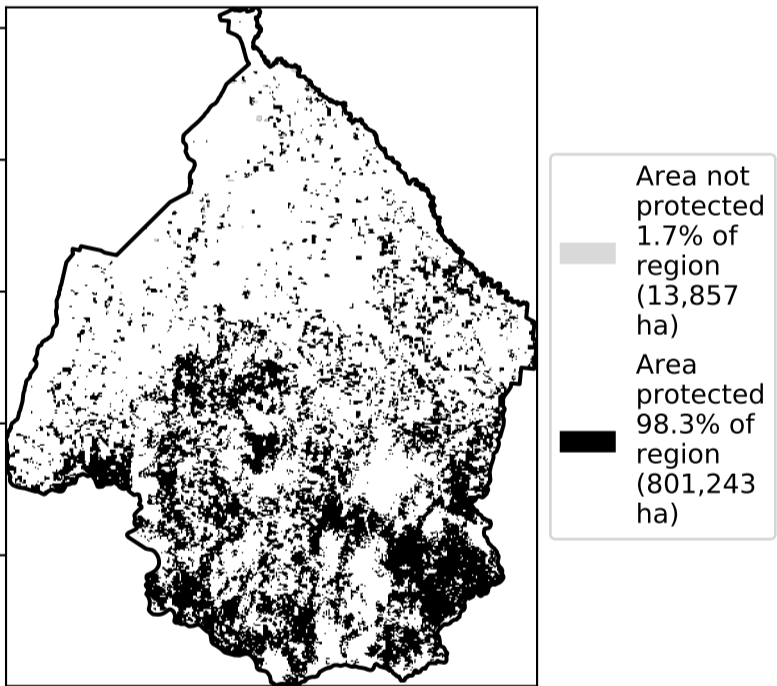 Area not
protected
1.7% of
region
(13,857
ha)
Area
protected
98.3% of
region
(801,243
ha)